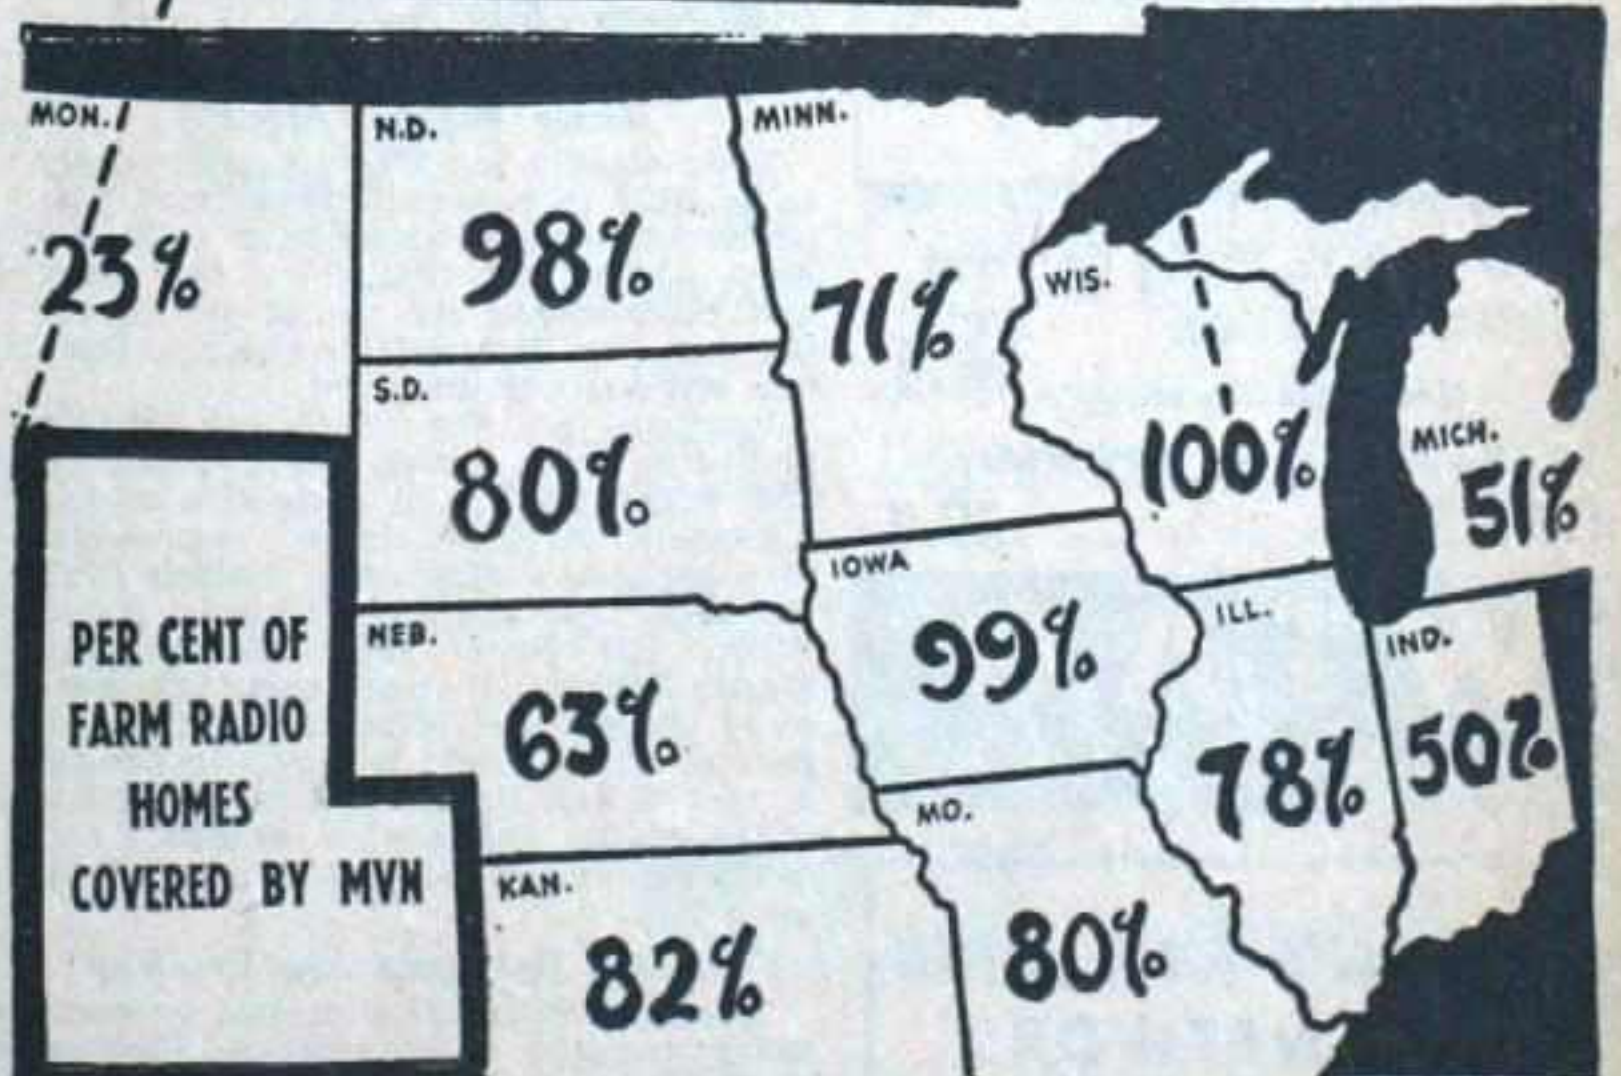 MON.
23%
N.D.
98%
MINN.
71%
WIS.
100%
S.D.
80%
MICH.
51%
IOWA
99%
NEB.
63%
ILL.
78%
IND.
50%
MO.
80%
KAN.
82%
PER CENT OF
FARM RADIO
HOMES
COVERED BY MVN